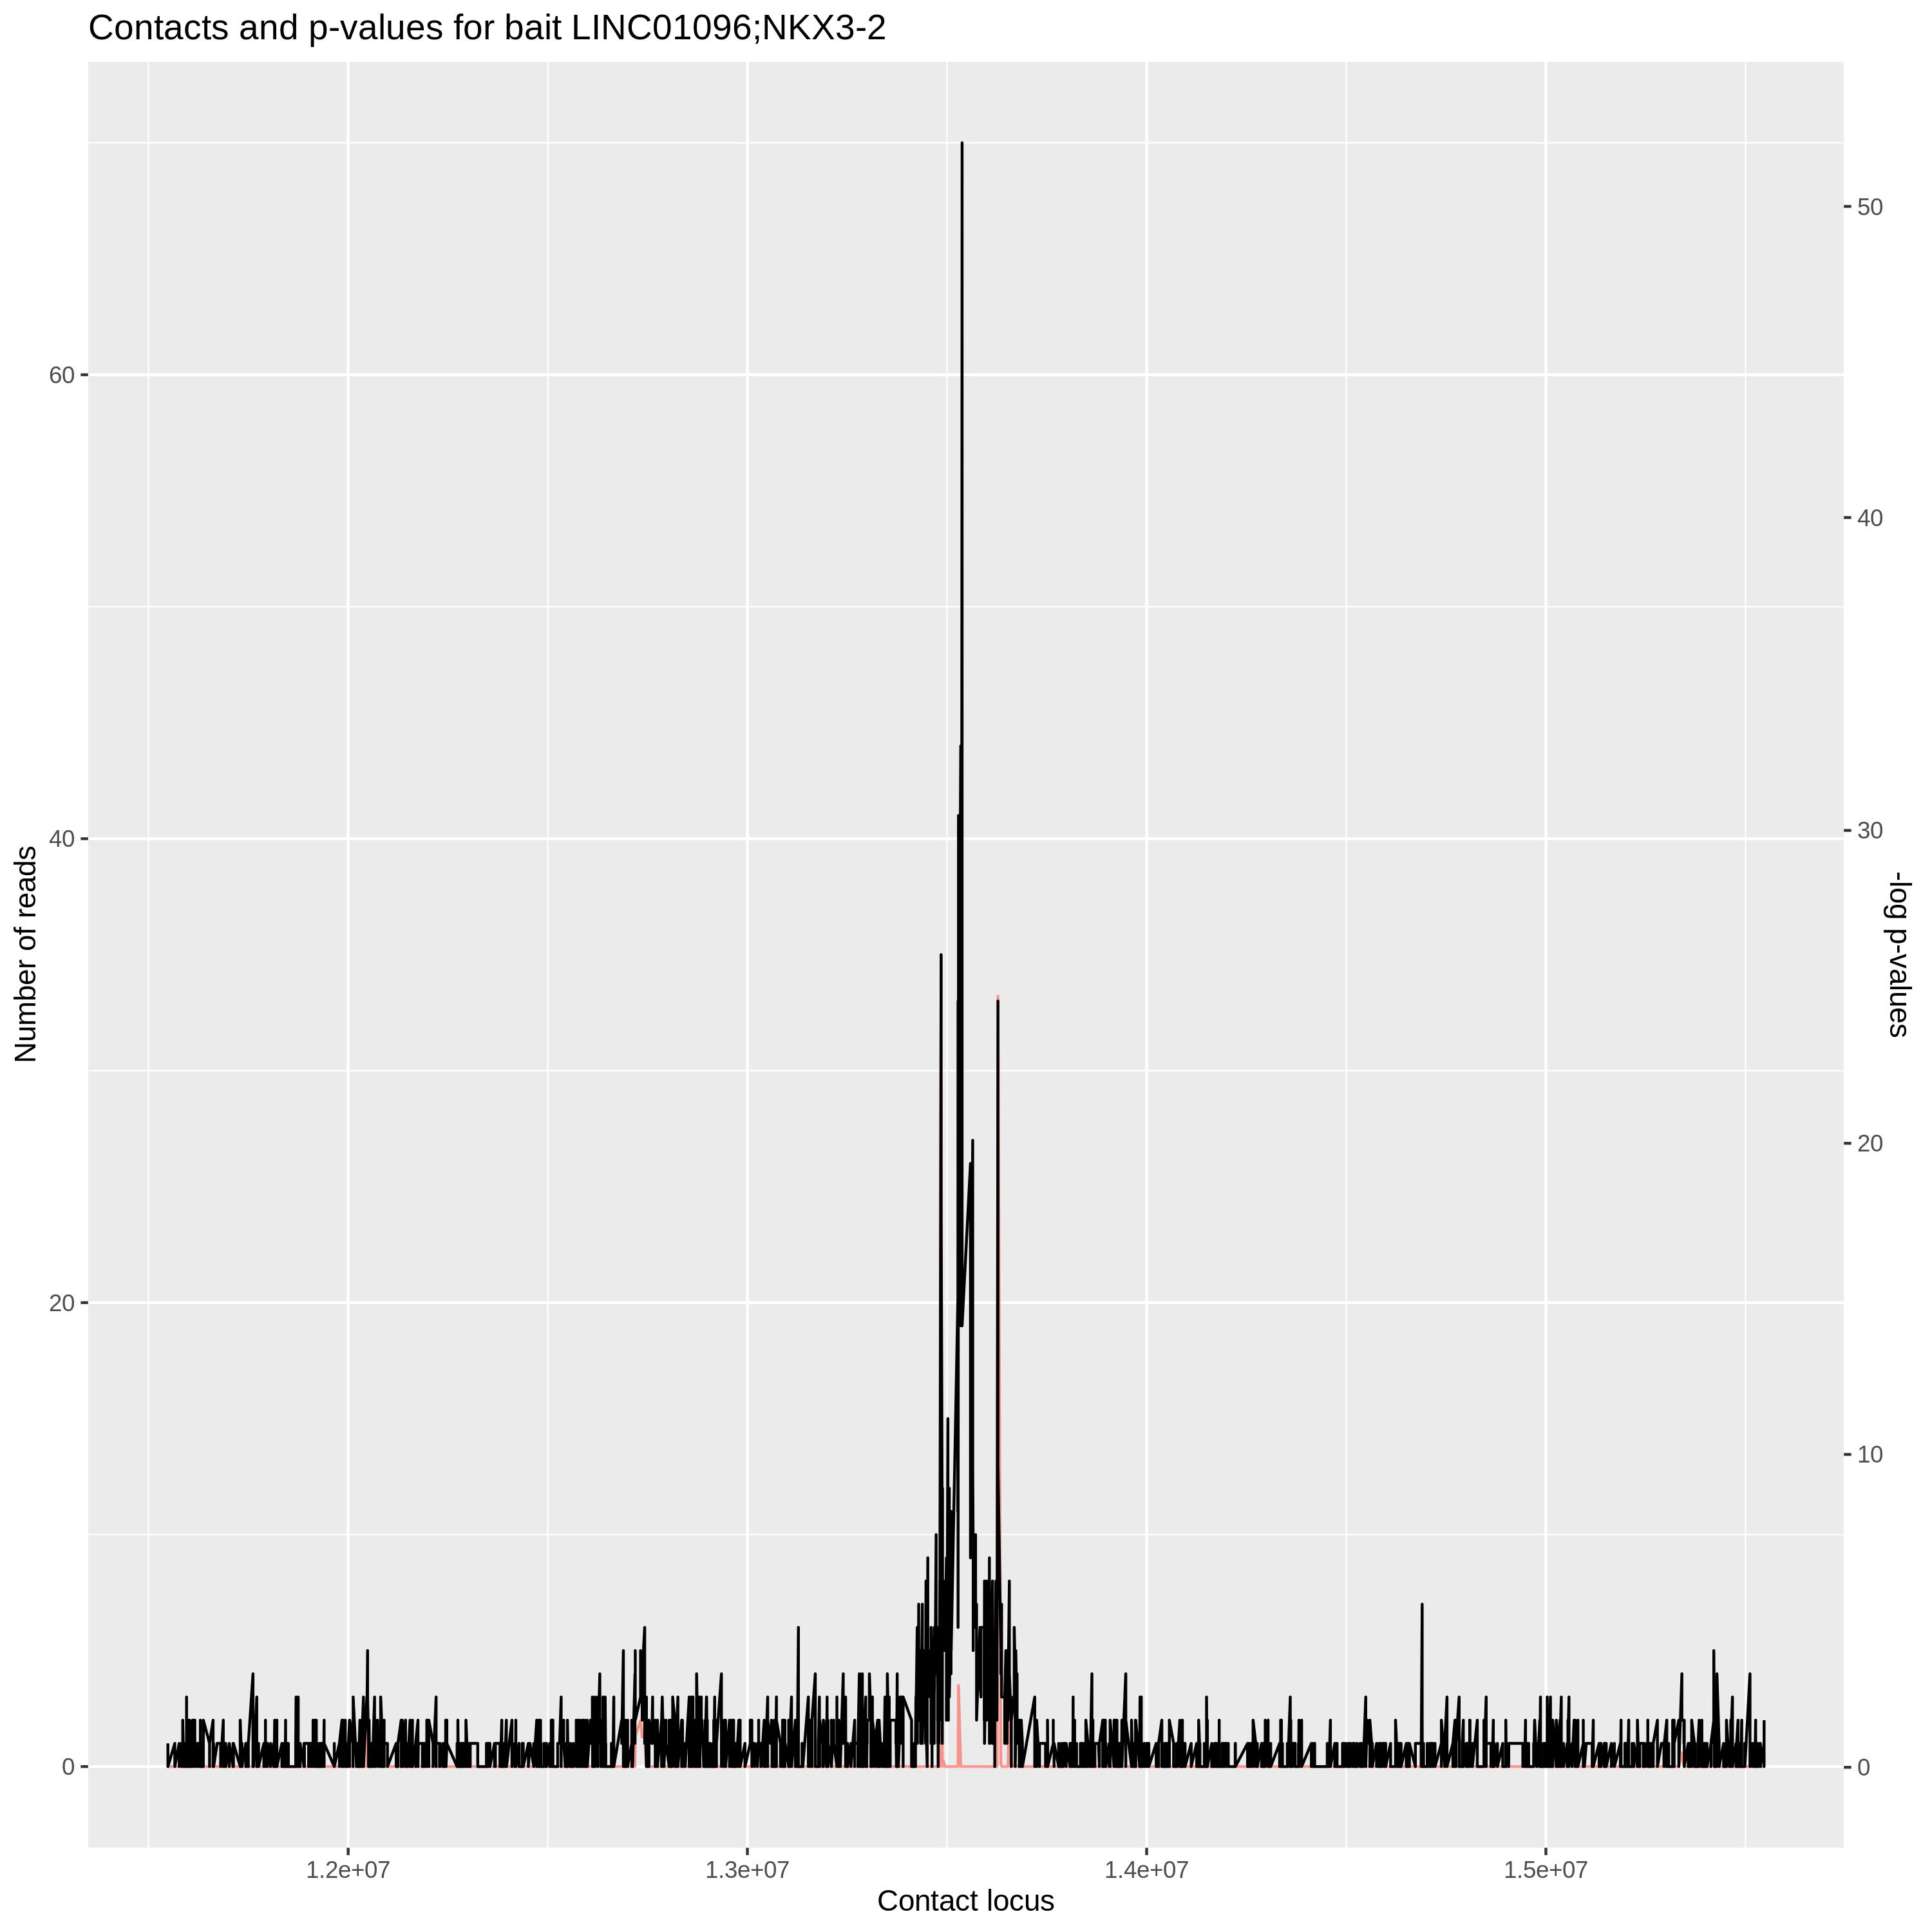 Contacts and p-values for bait LINC01096;NKX3-2
Number of reads
60
40
20
0
50
40
30
20
10
0
-log p-values
1.2e+07
1.3e+07
1.4e+07
1.5e+07
Contact locus